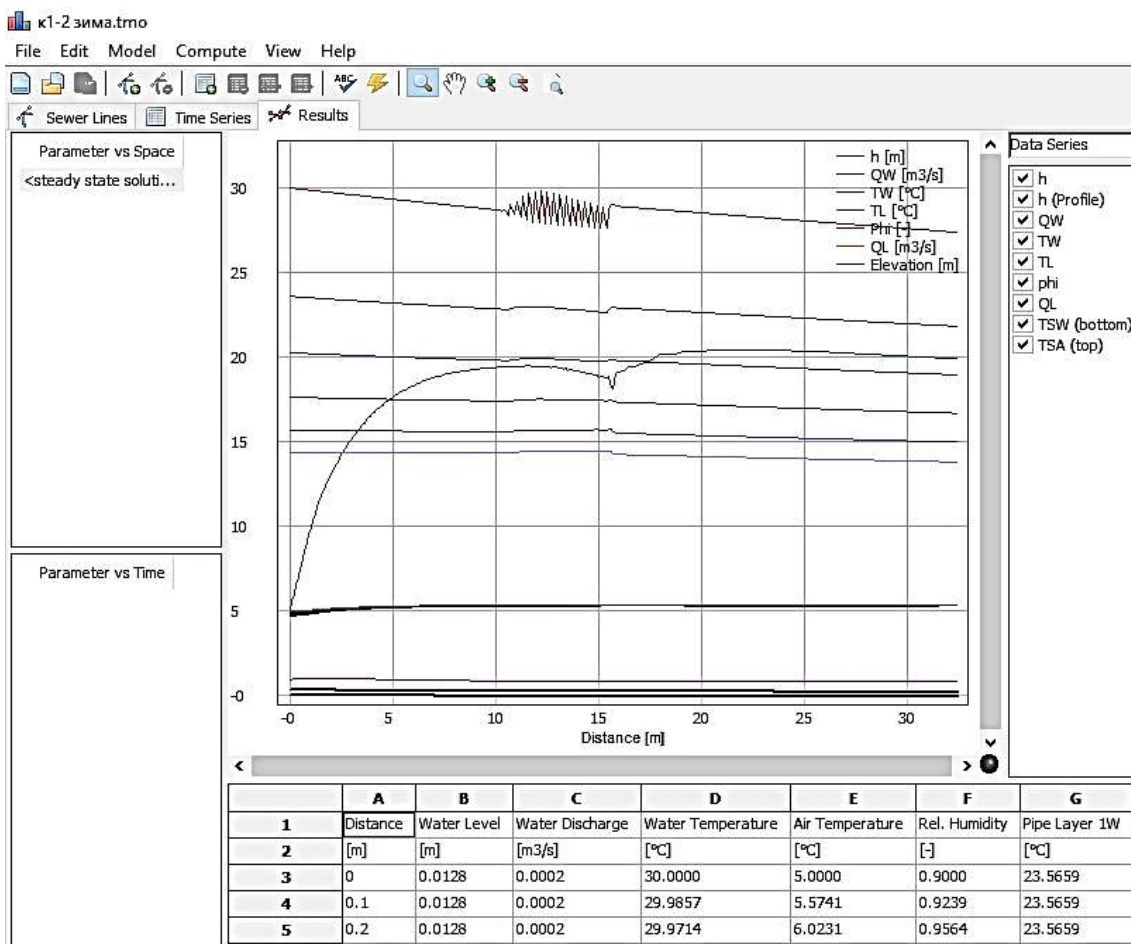 к1-2 зима.tmo
File Edit Model Compute View Help
ABC
Sewer Lines Time Series Results
Parameter vs Space
<steady state soluti...
Parameter vs Time
30
25
20
15
10
5
-0
-0 5 10 15 20 25 30
Distance [m]
h [m]
QW [m3/s]
TW [°C]
TL [°C]
Phi [-]
QL [m3/s]
Elevation [m]
Data Series
h
h (Profile)
QW
TW
TL
phi
QL
TSW (bottom)
TSA (top)
A B C D E F G
1 Distance Water Level Water Discharge Water Temperature Air Temperature Rel. Humidity Pipe Layer 1W
2 [m] [m] [m3/s] [°C] [°C] [-] [°C]
3 0 0.0128 0.0002 30.0000 5.0000 0.9000 23.5659
4 0.1 0.0128 0.0002 29.9857 5.5741 0.9239 23.5659
5 0.2 0.0128 0.0002 29.9714 6.0231 0.9564 23.5659